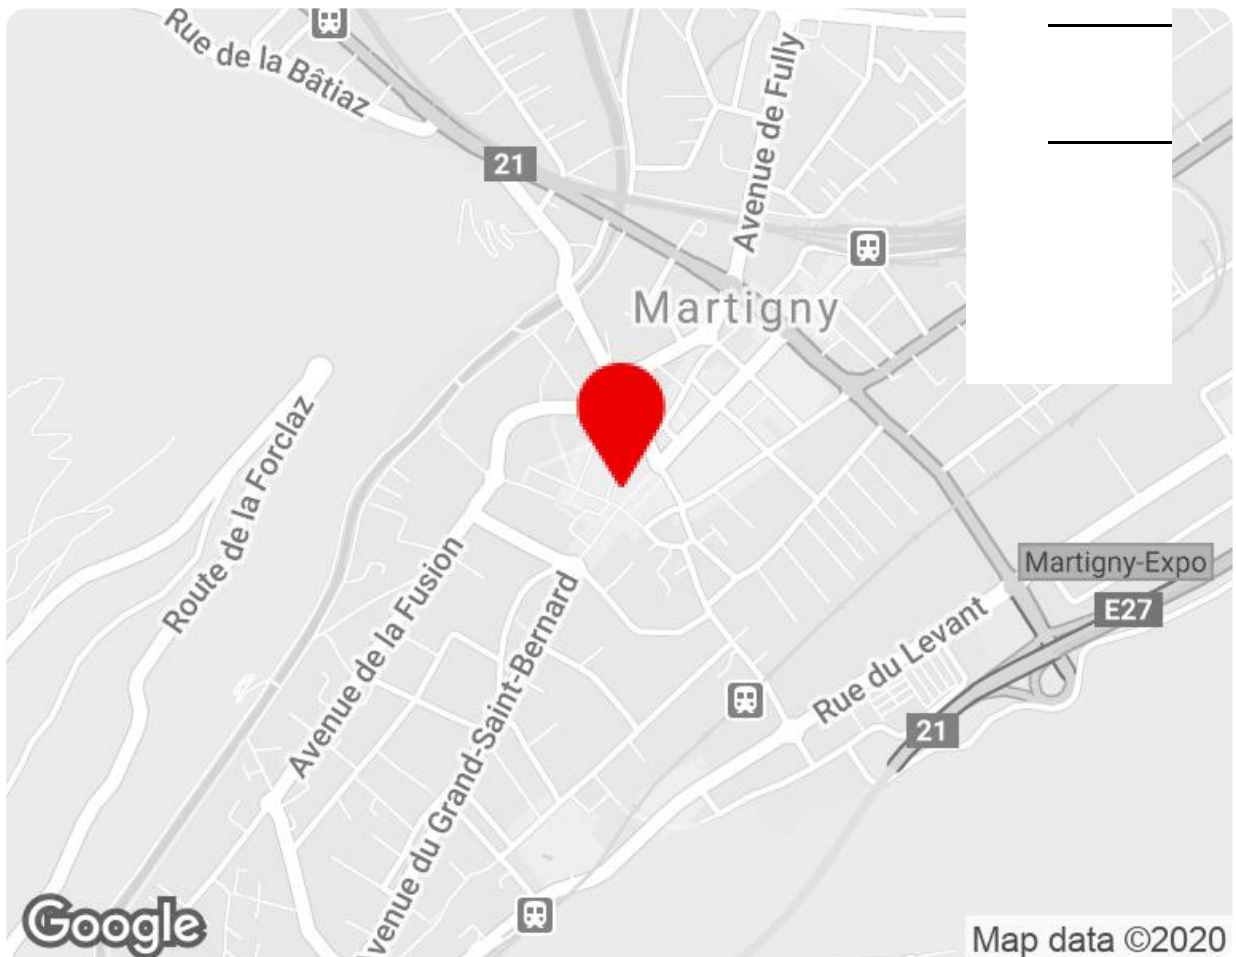 Rue de la Bâtiaz
Avenue de Fully
21
Martigny
Route de la Forclaz
Avenue de la Fusion
Martigny-Expo
E27
Rue du Levant
21
venue du Grand-Saint-Bernard
Google
Map data ©2020